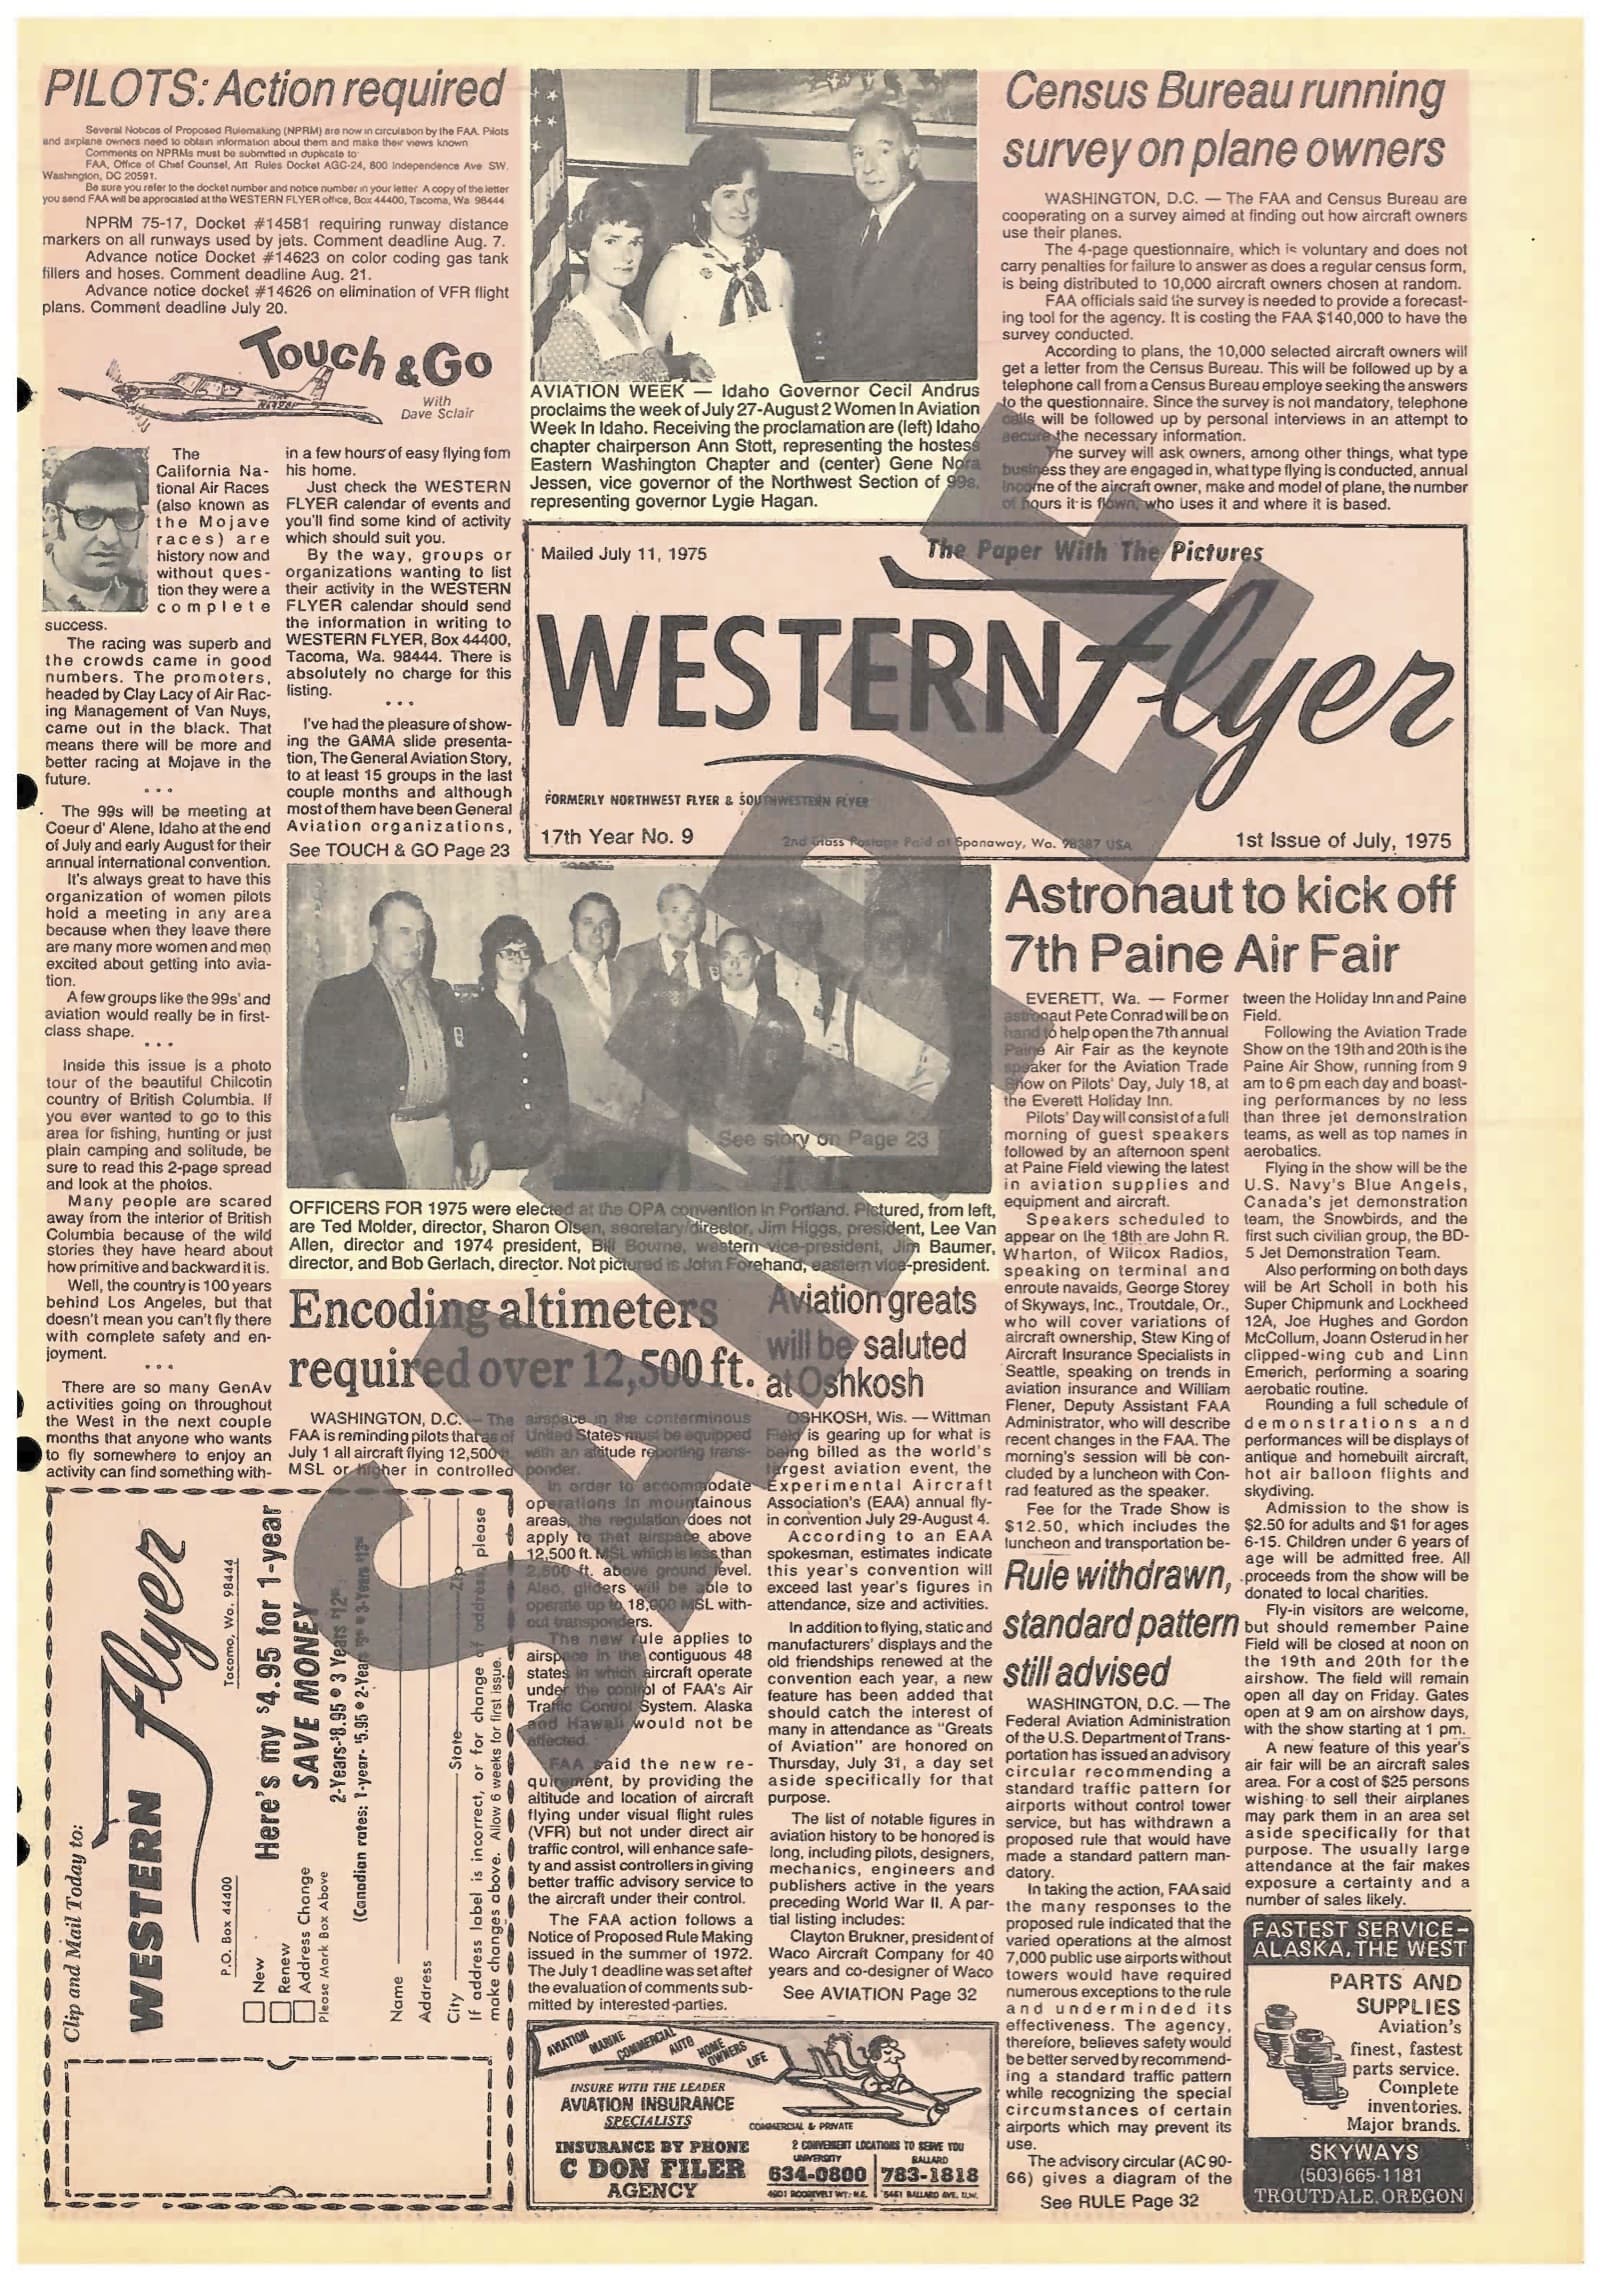 PILOTS: Action required
Several Notices of Proposed Rulemaking (NPRM) are now in circulation by the FAA. Pilots
and airplane owners need to obtain information about them and make their views known
Comments on NPRMs must be submitted in duplicate to
FAA, Office of Chief Counsel, Att Rules Docket AGC-24, 800 Independence Ave SW.
Washington, DC 20591.
Be sure you refer to the docket number and notice number in your letter. A copy of the letter
you send FAA will be appreciated at the WESTERN FLYER office, Box 44400, Tacoma, Wa 98444
NPRM 75-17, Docket #14581 requiring runway distance
markers on all runways used by jets. Comment deadline Aug. 7.
Advance notice Docket #14623 on color coding gas tank
fillers and hoses. Comment deadline Aug. 21.
Advance notice docket #14626 on elimination of VFR flight
plans. Comment deadline July 20.
Touch & Go
With
Dave Sclair
The
California Na-
tional Air Races
(also known as
the Mojave
races) are
history now and
without ques-
tion they were a
complete
success.
The racing was superb and
the crowds came in good
numbers. The promoters,
headed by Clay Lacy of Air Rac-
ing Management of Van Nuys,
came out in the black. That
means there will be more and
better racing at Mojave in the
future.
• • •
The 99s will be meeting at
Coeur d' Alene, Idaho at the end
of July and early August for their
annual international convention.
It's always great to have this
organization of women pilots
hold a meeting in any area
because when they leave there
are many more women and men
excited about getting into avia-
tion.
A few groups like the 99s' and
aviation would really be in first-
class shape.
• • •
Inside this issue is a photo
tour of the beautiful Chilcotin
country of British Columbia. If
you ever wanted to go to this
area for fishing, hunting or just
plain camping and solitude, be
sure to read this 2-page spread
and look at the photos.
Many people are scared
away from the interior of British
Columbia because of the wild
stories they have heard about
how primitive and backward it is.
Well, the country is 100 years
behind Los Angeles, but that
doesn't mean you can't fly there
with complete safety and en-
joyment.
• • •
There are so many GenAv
activities going on throughout
the West in the next couple
months that anyone who wants
to fly somewhere to enjoy an
activity can find something with-
in a few hours of easy flying fom
his home.
Just check the WESTERN
FLYER calendar of events and
you'll find some kind of activity
which should suit you.
By the way, groups or
organizations wanting to list
their activity in the WESTERN
FLYER calendar should send
the information in writing to
WESTERN FLYER, Box 44400,
Tacoma, Wa. 98444. There is
absolutely no charge for this
listing.
• • •
I've had the pleasure of show-
ing the GAMA slide presenta-
tion, The General Aviation Story,
to at least 15 groups in the last
couple months and although
most of them have been General
Aviation organizations,
See TOUCH & GO Page 23
AVIATION WEEK — Idaho Governor Cecil Andrus
proclaims the week of July 27-August 2 Women In Aviation
Week In Idaho. Receiving the proclamation are (left) Idaho
chapter chairperson Ann Stott, representing the hostess
Eastern Washington Chapter and (center) Gene Nora
Jessen, vice governor of the Northwest Section of 99s,
representing governor Lygie Hagan.
Census Bureau running
survey on plane owners
WASHINGTON, D.C. — The FAA and Census Bureau are
cooperating on a survey aimed at finding out how aircraft owners
use their planes.
The 4-page questionnaire, which is voluntary and does not
carry penalties for failure to answer as does a regular census form,
is being distributed to 10,000 aircraft owners chosen at random.
FAA officials said the survey is needed to provide a forecast-
ing tool for the agency. It is costing the FAA $140,000 to have the
survey conducted.
According to plans, the 10,000 selected aircraft owners will
get a letter from the Census Bureau. This will be followed up by a
telephone call from a Census Bureau employe seeking the answers
to the questionnaire. Since the survey is not mandatory, telephone
calls will be followed up by personal interviews in an attempt to
secure the necessary information.
The survey will ask owners, among other things, what type
business they are engaged in, what type flying is conducted, annual
income of the aircraft owner, make and model of plane, the number
of hours it is flown, who uses it and where it is based.
Mailed July 11, 1975
The Paper With The Pictures
WESTERN Flyer
FORMERLY NORTHWEST FLYER & SOUTHWESTERN FLYER
17th Year No. 9
2nd Class Postage Paid at Spanaway, Wa. 98387 USA
1st Issue of July, 1975
See story on Page 23
OFFICERS FOR 1975 were elected at the OPA convention in Portland. Pictured, from left,
are Ted Molder, director, Sharon Olsen, secretary/director, Jim Higgs, president, Lee Van
Allen, director and 1974 president, Bill Bourne, western vice-president, Jim Baumer,
director, and Bob Gerlach, director. Not pictured is John Forehand, eastern vice-president.
Astronaut to kick off
7th Paine Air Fair
EVERETT, Wa. — Former
astronaut Pete Conrad will be on
hand to help open the 7th annual
Paine Air Fair as the keynote
speaker for the Aviation Trade
Show on Pilots' Day, July 18, at
the Everett Holiday Inn.
Pilots' Day will consist of a full
morning of guest speakers
followed by an afternoon spent
at Paine Field viewing the latest
in aviation supplies and
equipment and aircraft.
Speakers scheduled to
appear on the 18th are John R.
Wharton, of Wilcox Radios,
speaking on terminal and
enroute navaids, George Storey
of Skyways, Inc., Troutdale, Or.,
who will cover variations of
aircraft ownership, Stew King of
Aircraft Insurance Specialists in
Seattle, speaking on trends in
aviation insurance and William
Flener, Deputy Assistant FAA
Administrator, who will describe
recent changes in the FAA. The
morning's session will be con-
cluded by a luncheon with Con-
rad featured as the speaker.
Fee for the Trade Show is
$12.50, which includes the
luncheon and transportation be-
tween the Holiday Inn and Paine
Field.
Following the Aviation Trade
Show on the 19th and 20th is the
Paine Air Show, running from 9
am to 6 pm each day and boast-
ing performances by no less
than three jet demonstration
teams, as well as top names in
aerobatics.
Flying in the show will be the
U.S. Navy's Blue Angels,
Canada's jet demonstration
team, the Snowbirds, and the
first such civilian group, the BD-
5 Jet Demonstration Team.
Also performing on both days
will be Art Scholl in both his
Super Chipmunk and Lockheed
12A, Joe Hughes and Gordon
McCollum, Joann Osterud in her
clipped-wing cub and Linn
Emerich, performing a soaring
aerobatic routine.
Rounding a full schedule of
demonstrations and
performances will be displays of
antique and homebuilt aircraft,
hot air balloon flights and
skydiving.
Admission to the show is
$2.50 for adults and $1 for ages
6-15. Children under 6 years of
age will be admitted free. All
proceeds from the show will be
donated to local charities.
Fly-in visitors are welcome,
but should remember Paine
Field will be closed at noon on
the 19th and 20th for the
airshow. The field will remain
open all day on Friday. Gates
open at 9 am on airshow days,
with the show starting at 1 pm.
A new feature of this year's
air fair will be an aircraft sales
area. For a cost of $25 persons
wishing to sell their airplanes
may park them in an area set
aside specifically for that
purpose. The usually large
attendance at the fair makes
exposure a certainty and a
number of sales likely.
Encoding altimeters
required over 12,500 ft.
WASHINGTON, D.C. — The
FAA is reminding pilots that as of
July 1 all aircraft flying 12,500 ft.
MSL or higher in controlled
airspace in the conterminous
United States must be equipped
with an altitude reporting trans-
ponder.
In order to accommodate
operations in mountainous
areas, the regulation does not
apply to that airspace above
12,500 ft. MSL which is less than
2,500 ft. above ground level.
Also, gliders will be able to
operate up to 18,000 MSL with-
out transponders.
The new rule applies to
airspace in the contiguous 48
states in which aircraft operate
under the control of FAA's Air
Traffic Control System. Alaska
and Hawaii would not be
affected.
FAA said the new re-
quirement, by providing the
altitude and location of aircraft
flying under visual flight rules
(VFR) but not under direct air
traffic control, will enhance safe-
ty and assist controllers in giving
better traffic advisory service to
the aircraft under their control.
The FAA action follows a
Notice of Proposed Rule Making
issued in the summer of 1972.
The July 1 deadline was set after
the evaluation of comments sub-
mitted by interested parties.
Aviation greats
will be saluted
at Oshkosh
OSHKOSH, Wis. — Wittman
Field is gearing up for what is
being billed as the world's
largest aviation event, the
Experimental Aircraft
Association's (EAA) annual fly-
in convention July 29-August 4.
According to an EAA
spokesman, estimates indicate
this year's convention will
exceed last year's figures in
attendance, size and activities.
In addition to flying, static and
manufacturers' displays and the
old friendships renewed at the
convention each year, a new
feature has been added that
should catch the interest of
many in attendance as "Greats
of Aviation" are honored on
Thursday, July 31, a day set
aside specifically for that
purpose.
The list of notable figures in
aviation history to be honored is
long, including pilots, designers,
mechanics, engineers and
publishers active in the years
preceding World War II. A par-
tial listing includes:
Clayton Brukner, president of
Waco Aircraft Company for 40
years and co-designer of Waco
See AVIATION Page 32
Rule withdrawn,
standard pattern
still advised
WASHINGTON, D.C. — The
Federal Aviation Administration
of the U.S. Department of Trans-
portation has issued an advisory
circular recommending a
standard traffic pattern for
airports without control tower
service, but has withdrawn a
proposed rule that would have
made a standard pattern man-
datory.
In taking the action, FAA said
the many responses to the
proposed rule indicated that the
varied operations at the almost
7,000 public use airports without
towers would have required
numerous exceptions to the rule
and underminded its
effectiveness. The agency,
therefore, believes safety would
be better served by recommend-
ing a standard traffic pattern
while recognizing the special
circumstances of certain
airports which may prevent its
use.
The advisory circular (AC 90-
66) gives a diagram of the
See RULE Page 32
Clip and Mail Today to:
WESTERN Flyer
P.O. Box 44400
Tacoma, Wa. 98444
New
Renew
Address Change
Please Mark Box Above
Here's my $4.95 for 1-year
SAVE MONEY
2-Years-$8.95 • 3 Years $12
(Canadian rates: 1-year- $5.95 • 2-Years • 3-Years $13
Name
Address
City
State
Zip
If address label is incorrect, or for change of address, please
make changes above. Allow 6 weeks for first issue.
AVIATION
MARINE
COMMERCIAL
AUTO
HOME
OWNERS
LIFE
INSURE WITH THE LEADER
AVIATION INSURANCE
SPECIALISTS
COMMERCIAL & PRIVATE
INSURANCE BY PHONE
C DON FILER
AGENCY
2 CONVENIENT LOCATIONS TO SERVE YOU
UNIVERSITY
634-0800
4901 ROOSEVELT WY. N.E.
BALLARD
783-1818
5451 BALLARD AVE. N.W.
FASTEST SERVICE-
ALASKA, THE WEST
PARTS AND
SUPPLIES
Aviation's
finest, fastest
parts service.
Complete
inventories.
Major brands.
SKYWAYS
(503)665-1181
TROUTDALE, OREGON
SAMPLE